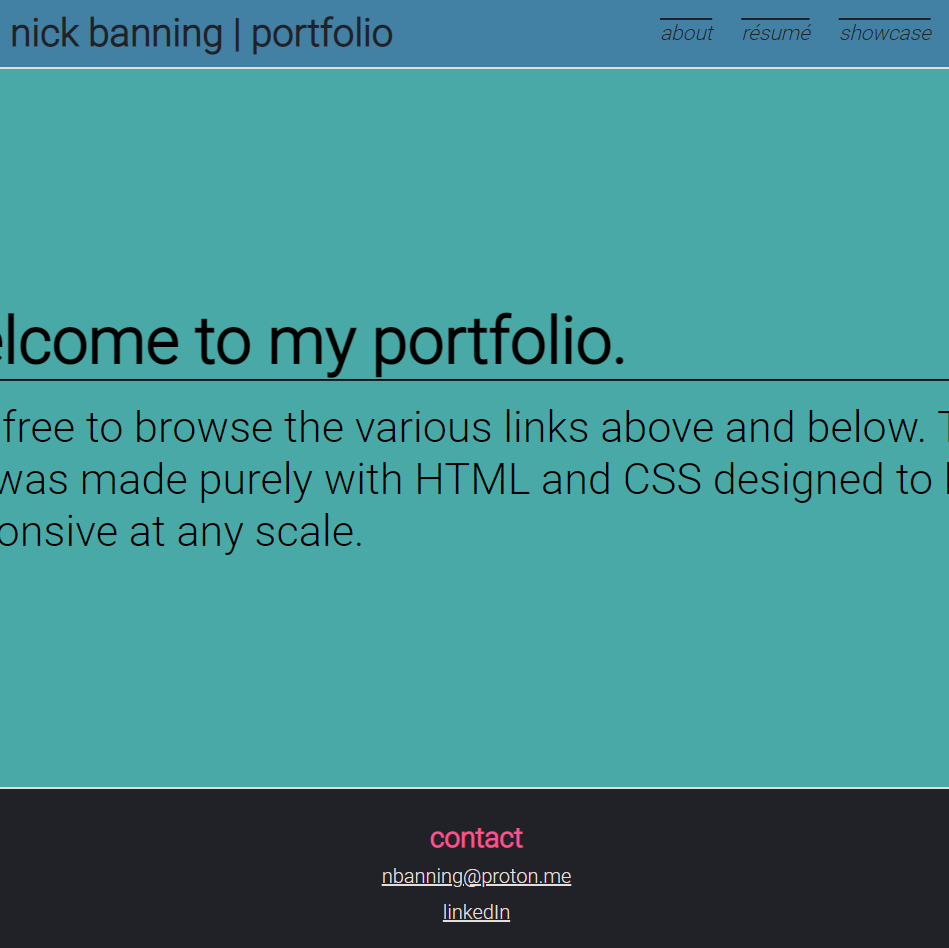 nick banning | portfolio
about résumé showcase
elcome to my portfolio.
free to browse the various links above and below. T
was made purely with HTML and CSS designed to
onsive at any scale.
contact
nbanning@proton.me
linkedIn